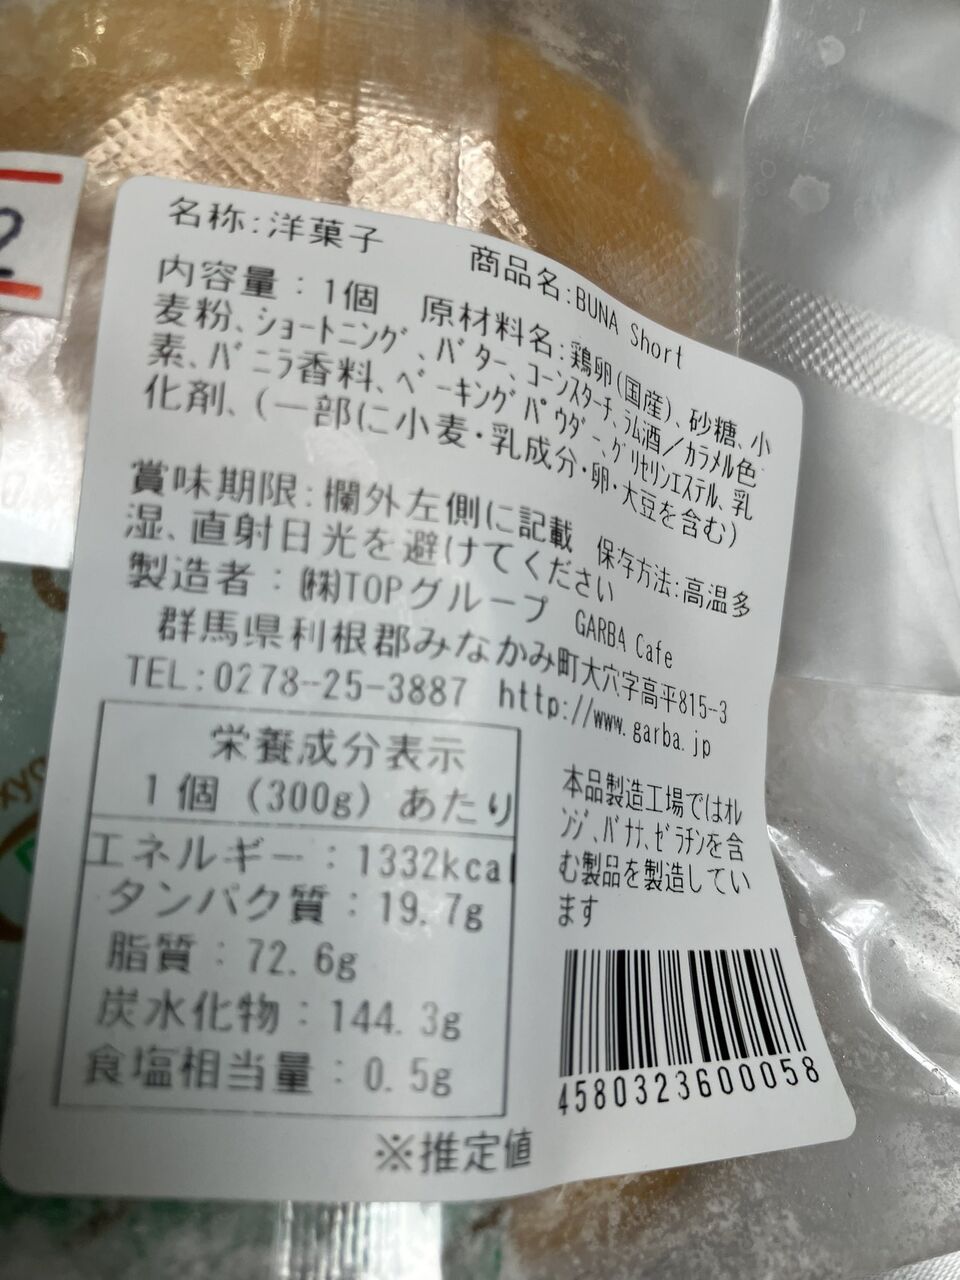 名称:洋菓子　商品名:BUNA Short
内容量:1個　原材料名:鶏卵(国産)、砂糖、小
麦粉、ショートニング、バター、コーンスターチ、ラム酒/カラメル色
素、バニラ香料、ベーキングパウダー、グリセリンエステル、乳
化剤、(一部に小麦・乳成分・卵・大豆を含む)
賞味期限:欄外左側に記載　保存方法:高温多
湿、直射日光を避けてください
製造者:㈱TOPグループ　GARBA Cafe
群馬県利根郡みなかみ町大穴字高平815-3
TEL:0278-25-3887　http://www.garba.jp
栄養成分表示
1個(300g)あたり
エネルギー:1332kcal
タンパク質:19.7g
脂質:72.6g
炭水化物:144.3g
食塩相当量:0.5g
※推定値
本品製造工場ではオレ
ンジ、バナナ、ゼラチンを含
む製品を製造してい
ます
4580323600058